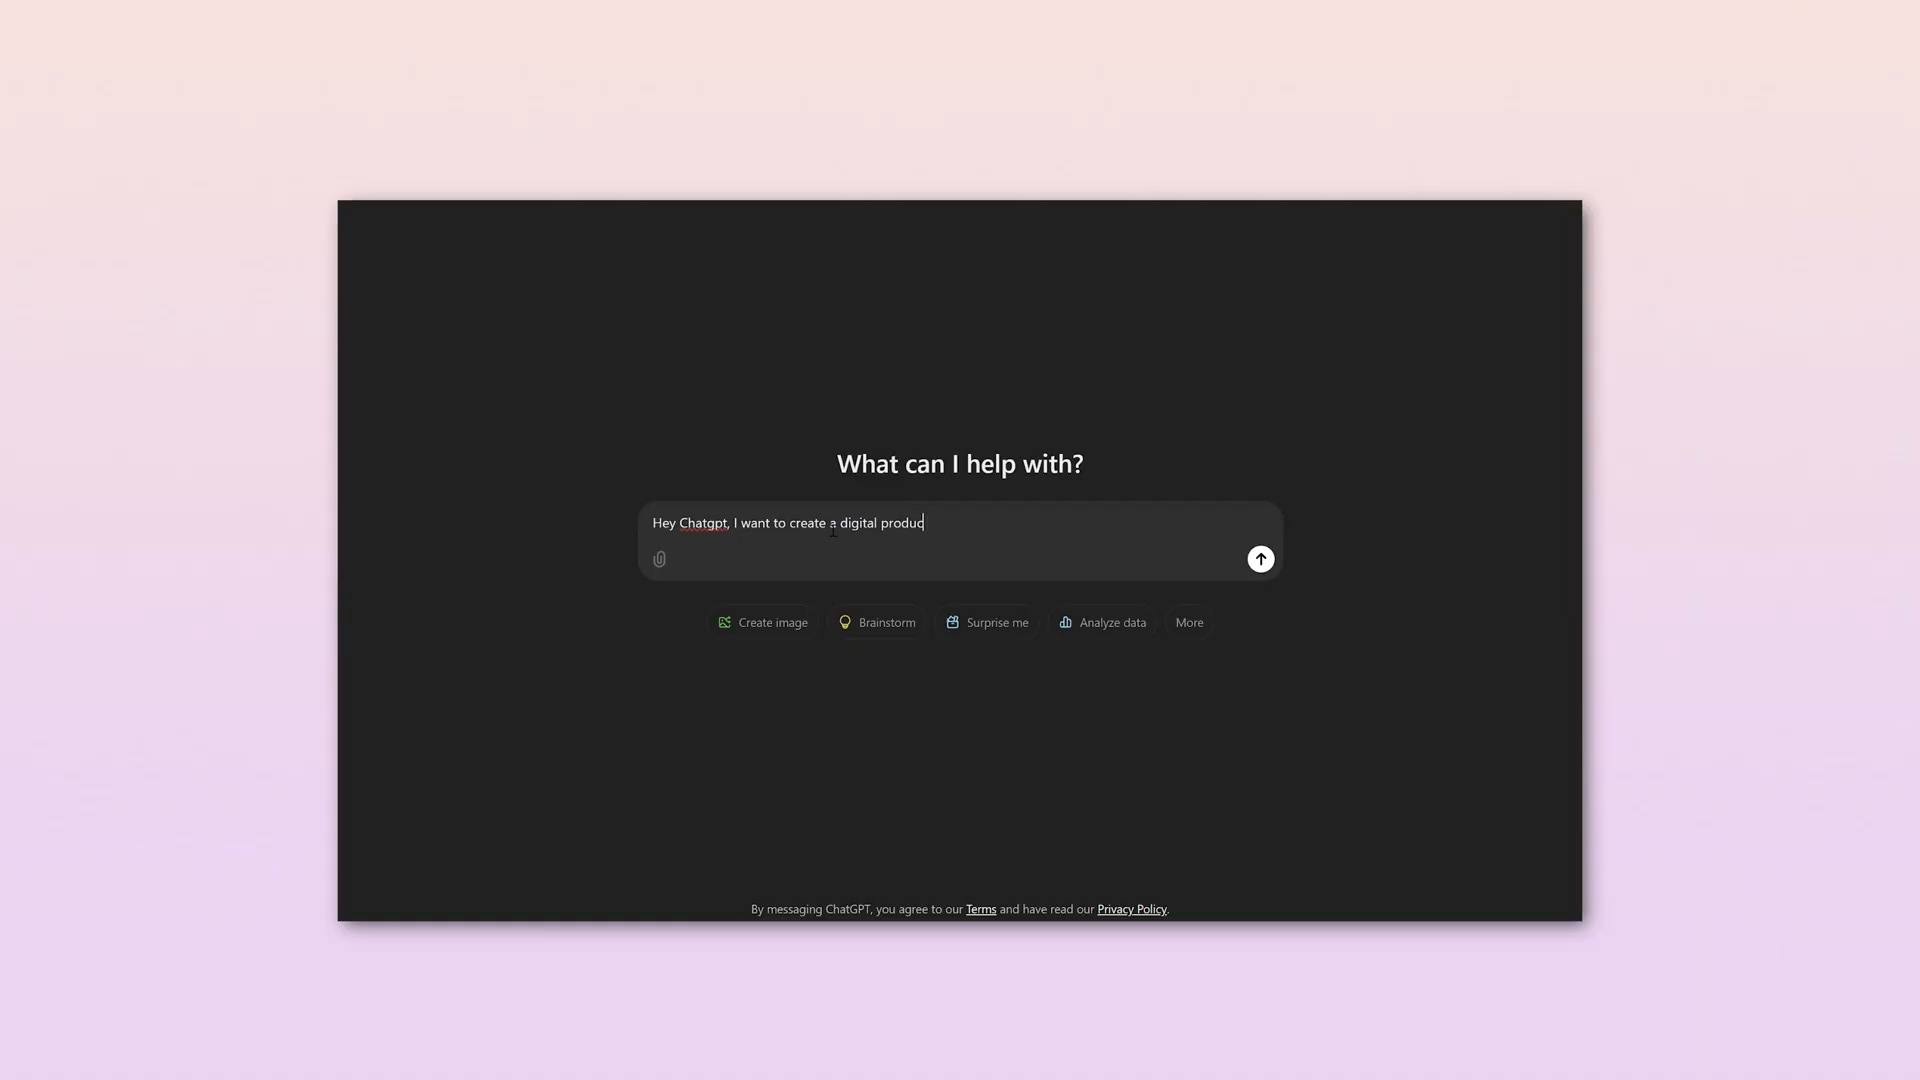 What can I help with?
Hey Chatgpt, I want to create a digital produc
Create image
Brainstorm
Surprise me
Analyze data
More
By messaging ChatGPT, you agree to our Terms and have read our Privacy Policy.